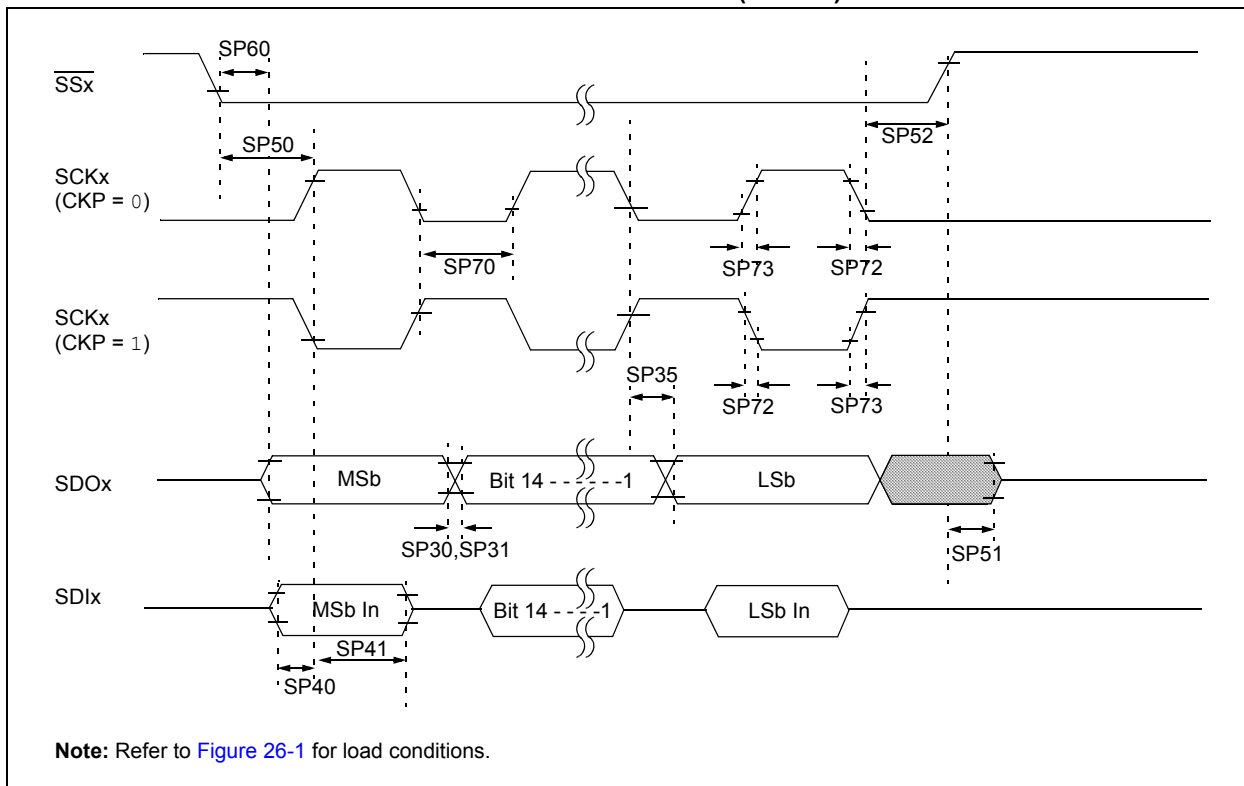 SP60
SSx
SP50
SP52
SCKx
(CKP = 0)
SP70
SP73
SP72
SCKx
(CKP = 1)
SP35
SP72
SP73
SDOx
MSb
Bit 14 - - - - - -1
LSb
SP30,SP31
SP51
SDIx
MSb In
Bit 14 - - - -1
LSb In
SP41
SP40
Note: Refer to Figure 26-1 for load conditions.